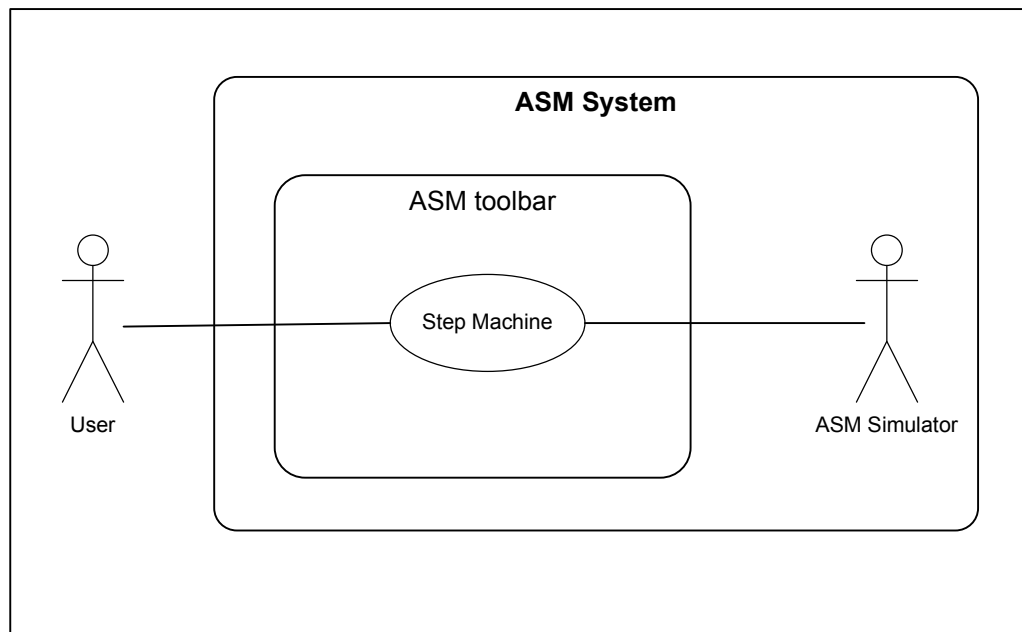 ASM System
ASM toolbar
Step Machine
User
ASM Simulator